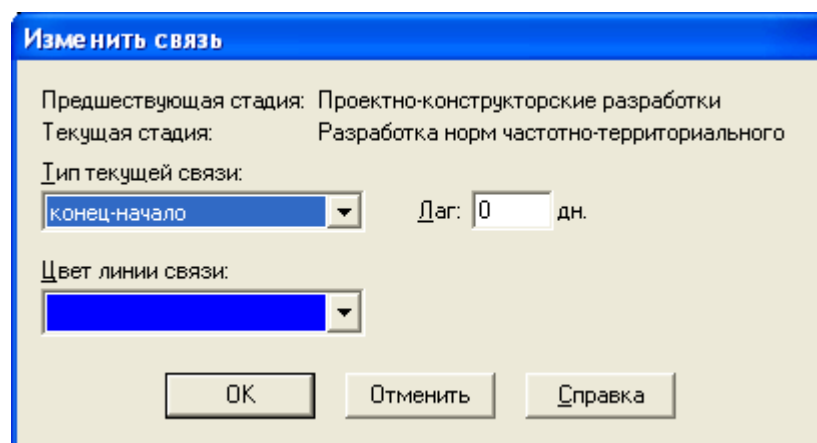 Изменить связь
Предшествующая стадия: Проектно-конструкторские разработки
Текущая стадия: Разработка норм частотно-территориального
Тип текущей связи:
конец-начало Лаг: 0 дн.
Цвет линии связи:
OK Отменить Справка